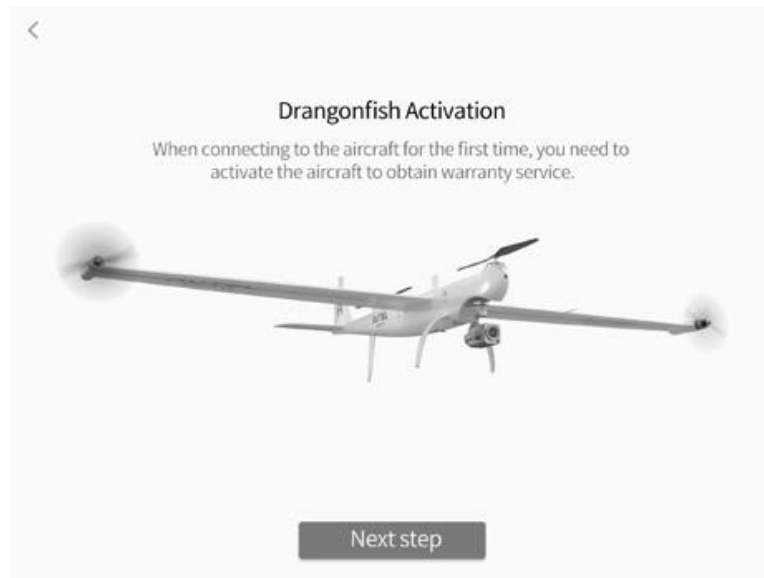 Drangonfish Activation
When connecting to the aircraft for the first time, you need to
activate the aircraft to obtain warranty service.
Next step